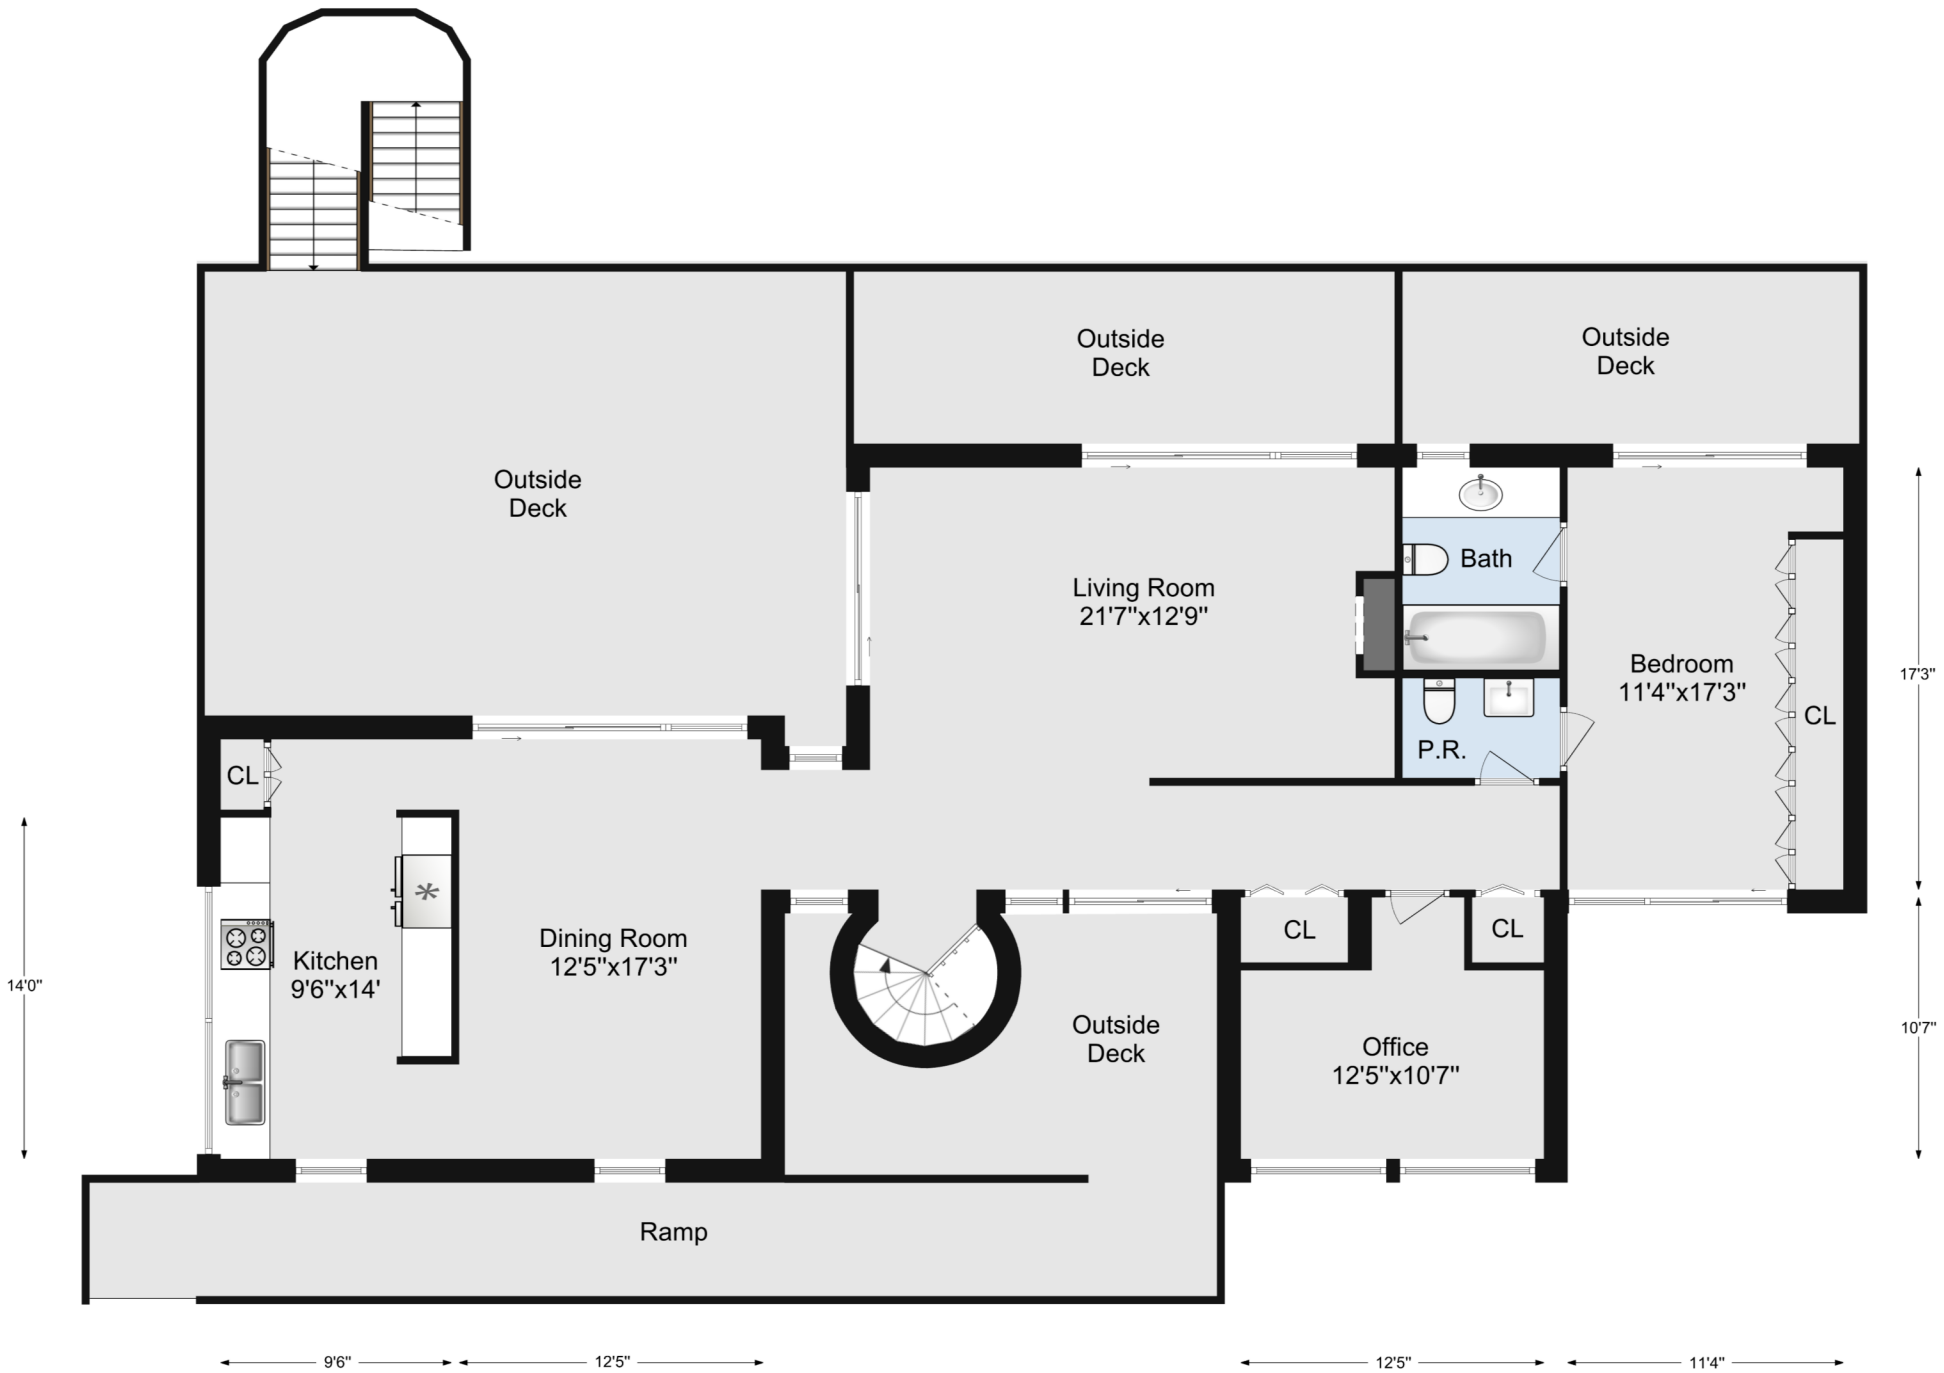 Outside
Deck
Outside
Deck
Outside
Deck
Living Room
21'7"x12'9"
Bath
Bedroom
11'4"x17'3"
17'3"
CL
P.R.
CL
Kitchen
9'6"x14'
Dining Room
12'5"x17'3"
14'0"
CL
CL
Outside
Deck
Office
12'5"x10'7"
10'7"
Ramp
9'6"
12'5"
12'5"
11'4"